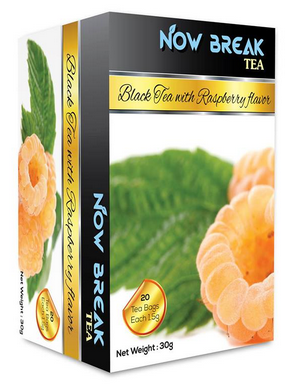 NOW BREAK
TEA
Black Tea with Raspberry flavor
20
Tea Bags
Each 1.5g
Net Weight : 30g
Black Tea with Raspberry flavor
NOW BREAK
TEA
20
Net Weight : 30g